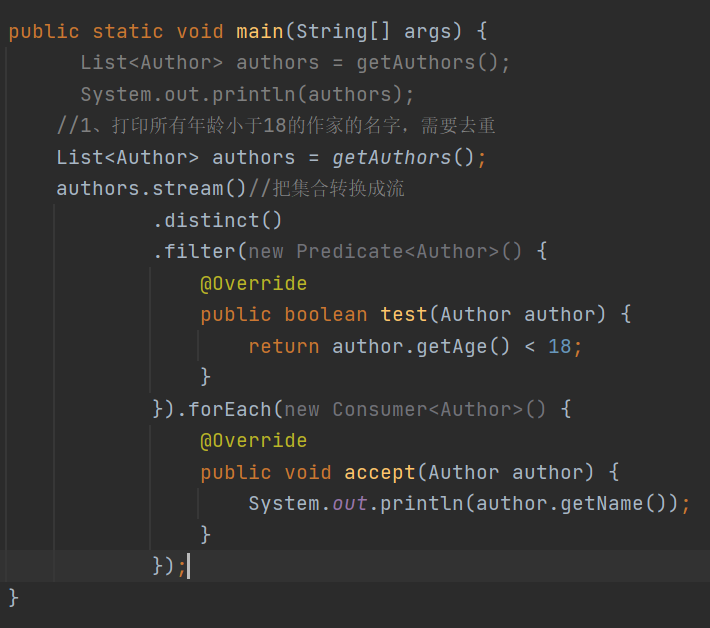 public static void main(String[] args) {
List<Author> authors = getAuthors();
System.out.println(authors);
//1、打印所有年龄小于18的作家的名字，需要去重
List<Author> authors = getAuthors();
authors.stream()//把集合转换成流
.distinct()
.filter(new Predicate<Author>() {
@Override
public boolean test(Author author) {
return author.getAge() < 18;
}
}).forEach(new Consumer<Author>() {
@Override
public void accept(Author author) {
System.out.println(author.getName());
}
});
}